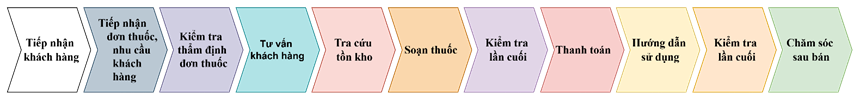 Tiếp nhận
khách hàng
Tiếp nhận
đơn thuốc,
nhu cầu
khách
hàng
Kiểm tra
thẩm định
đơn thuốc
Tư vấn
khách hàng
Tra cứu
tồn kho
Soạn thuốc
Kiểm tra
lần cuối
Thanh toán
Hướng dẫn
sử dụng
Kiểm tra
lần cuối
Chăm sóc
sau bán